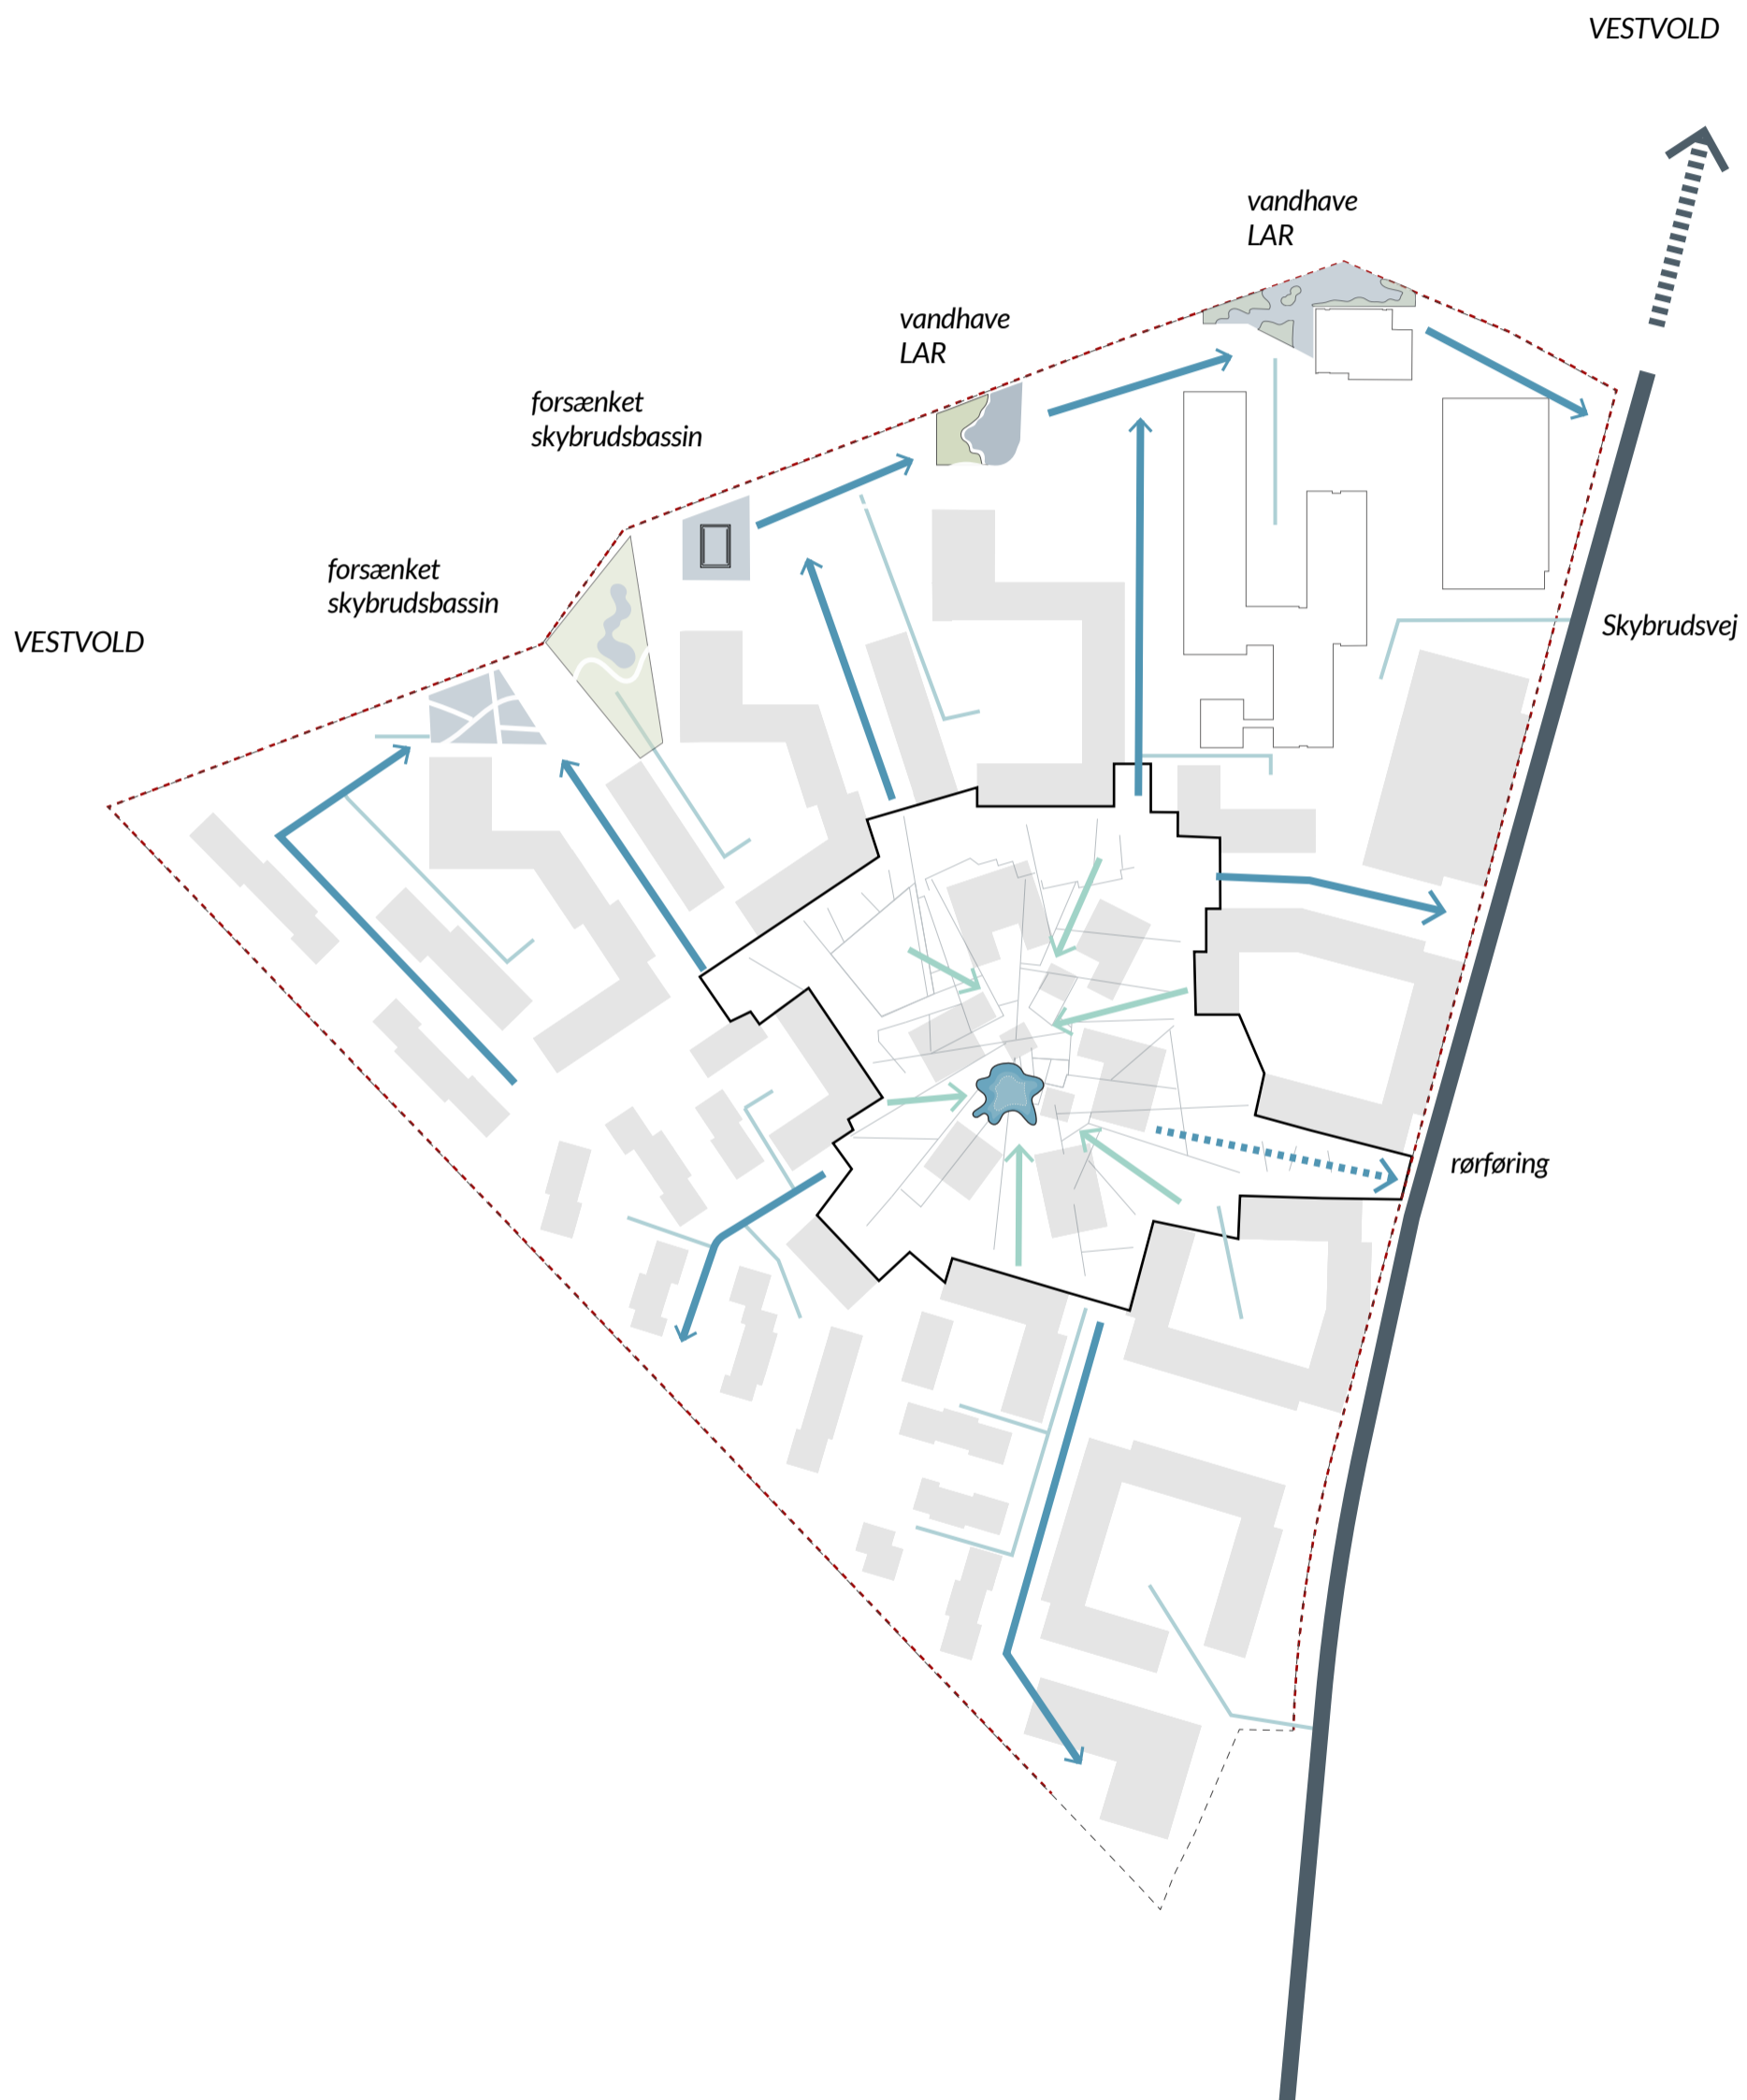 VESTVOLD
vandhave
LAR
vandhave
LAR
forsænket
skybrudsbassin
forsænket
skybrudsbassin
VESTVOLD
Skybrudsvej
rørføring